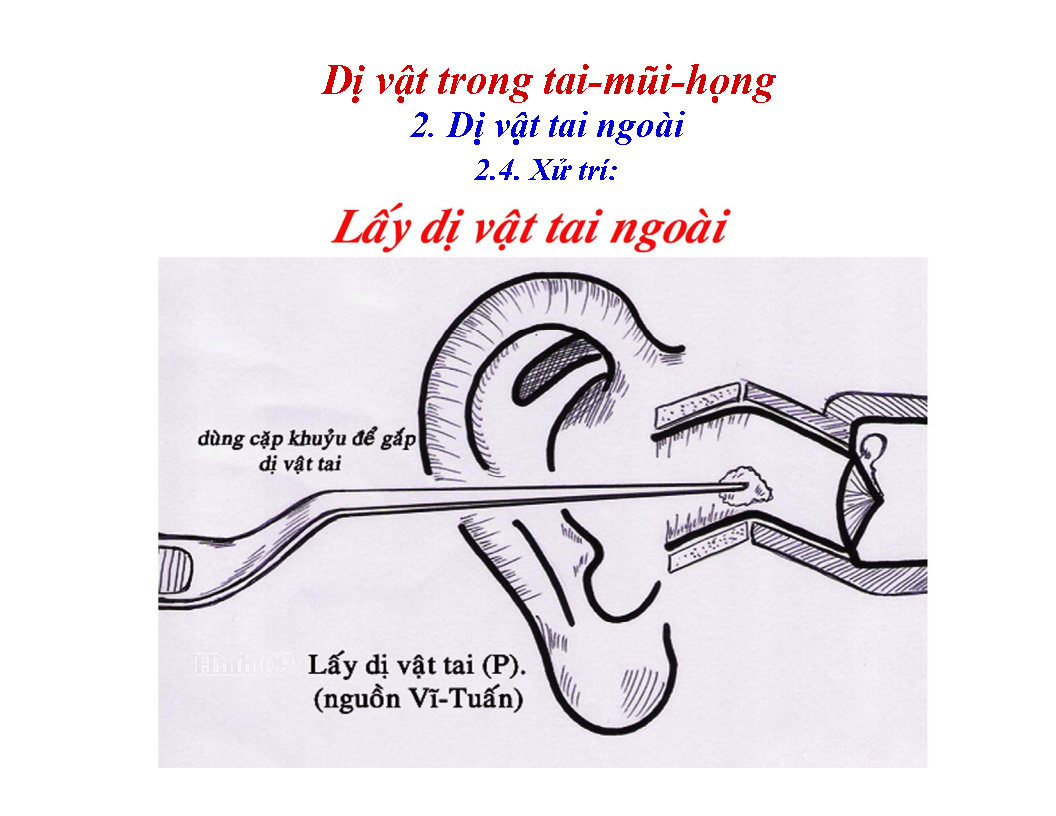 Dị vật trong tai-mũi-họng
2. Dị vật tai ngoài
2.4. Xử trí:
Lấy dị vật tai ngoài
dùng cặp khuỷu để gắp
dị vật tai
Lấy dị vật tai (P).
(nguồn Vĩ-Tuấn)